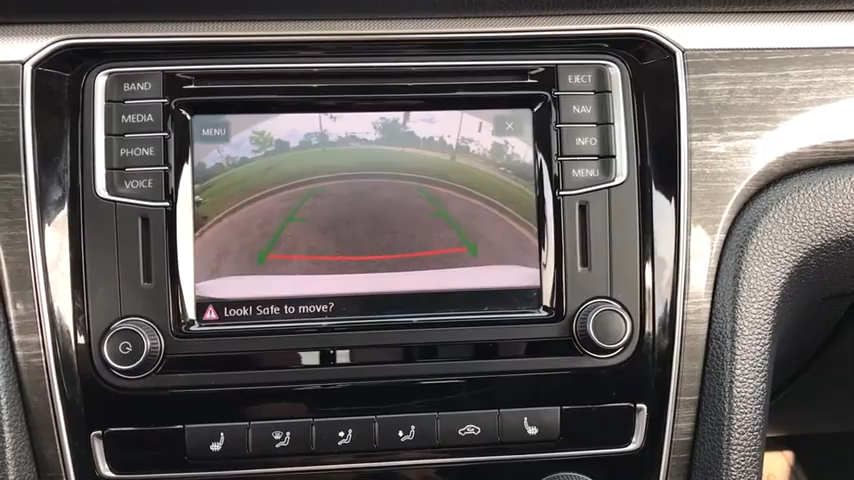 BAND
MEDIA
PHONE
VOICE
EJECT
NAV
INFO
MENU
MENU
Look! Safe to move?